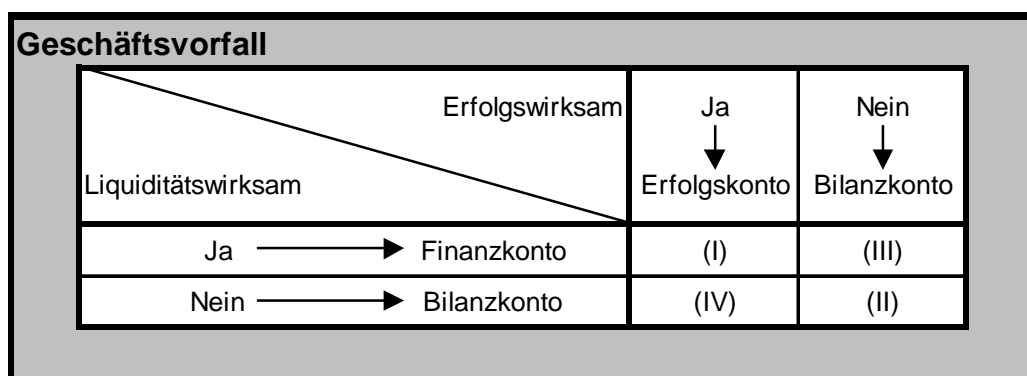 Geschäftsvorfall
Erfolgswirksam Ja Nein
Liquiditätswirksam Erfolgskonto Bilanzkonto
Ja Finanzkonto (I) (III)
Nein Bilanzkonto (IV) (II)